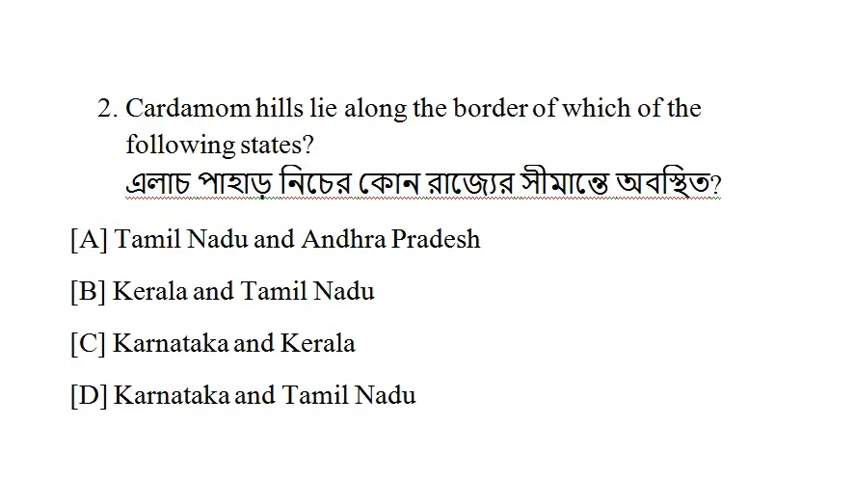 2. Cardamom hills lie along the border of which of the
following states?
এলাচ পাহাড় নিচের কোন রাজ্যের সীমান্তে অবস্থিত?
[A] Tamil Nadu and Andhra Pradesh
[B] Kerala and Tamil Nadu
[C] Karnataka and Kerala
[D] Karnataka and Tamil Nadu